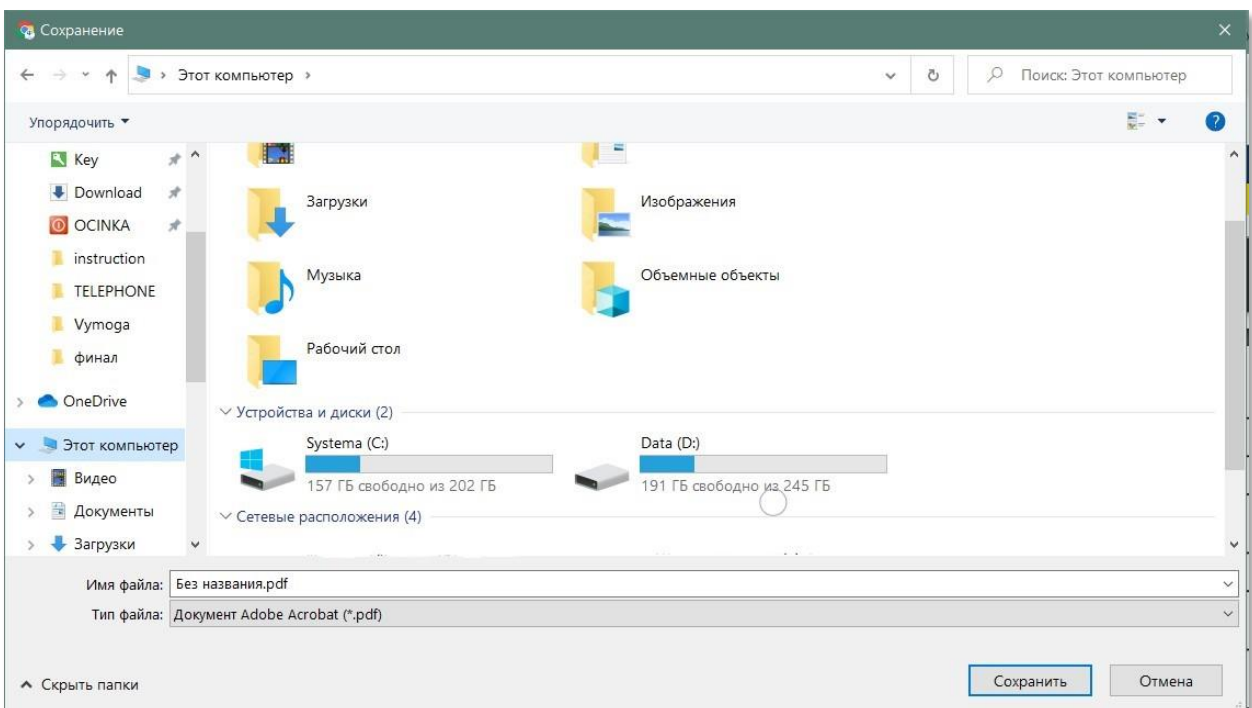 Сохранение
Этот компьютер
Поиск: Этот компьютер
Упорядочить
Key
Download
OCINKA
instruction
TELEPHONE
Vymoga
финал
OneDrive
Этот компьютер
Видео
Документы
Загрузки
Загрузки
Изображения
Музыка
Объемные объекты
Рабочий стол
Устройства и диски (2)
Systema (C:)
157 ГБ свободно из 202 ГБ
Data (D:)
191 ГБ свободно из 245 ГБ
Сетевые расположения (4)
Имя файла: Без названия.pdf
Тип файла: Документ Adobe Acrobat (*.pdf)
Скрыть папки
Сохранить
Отмена